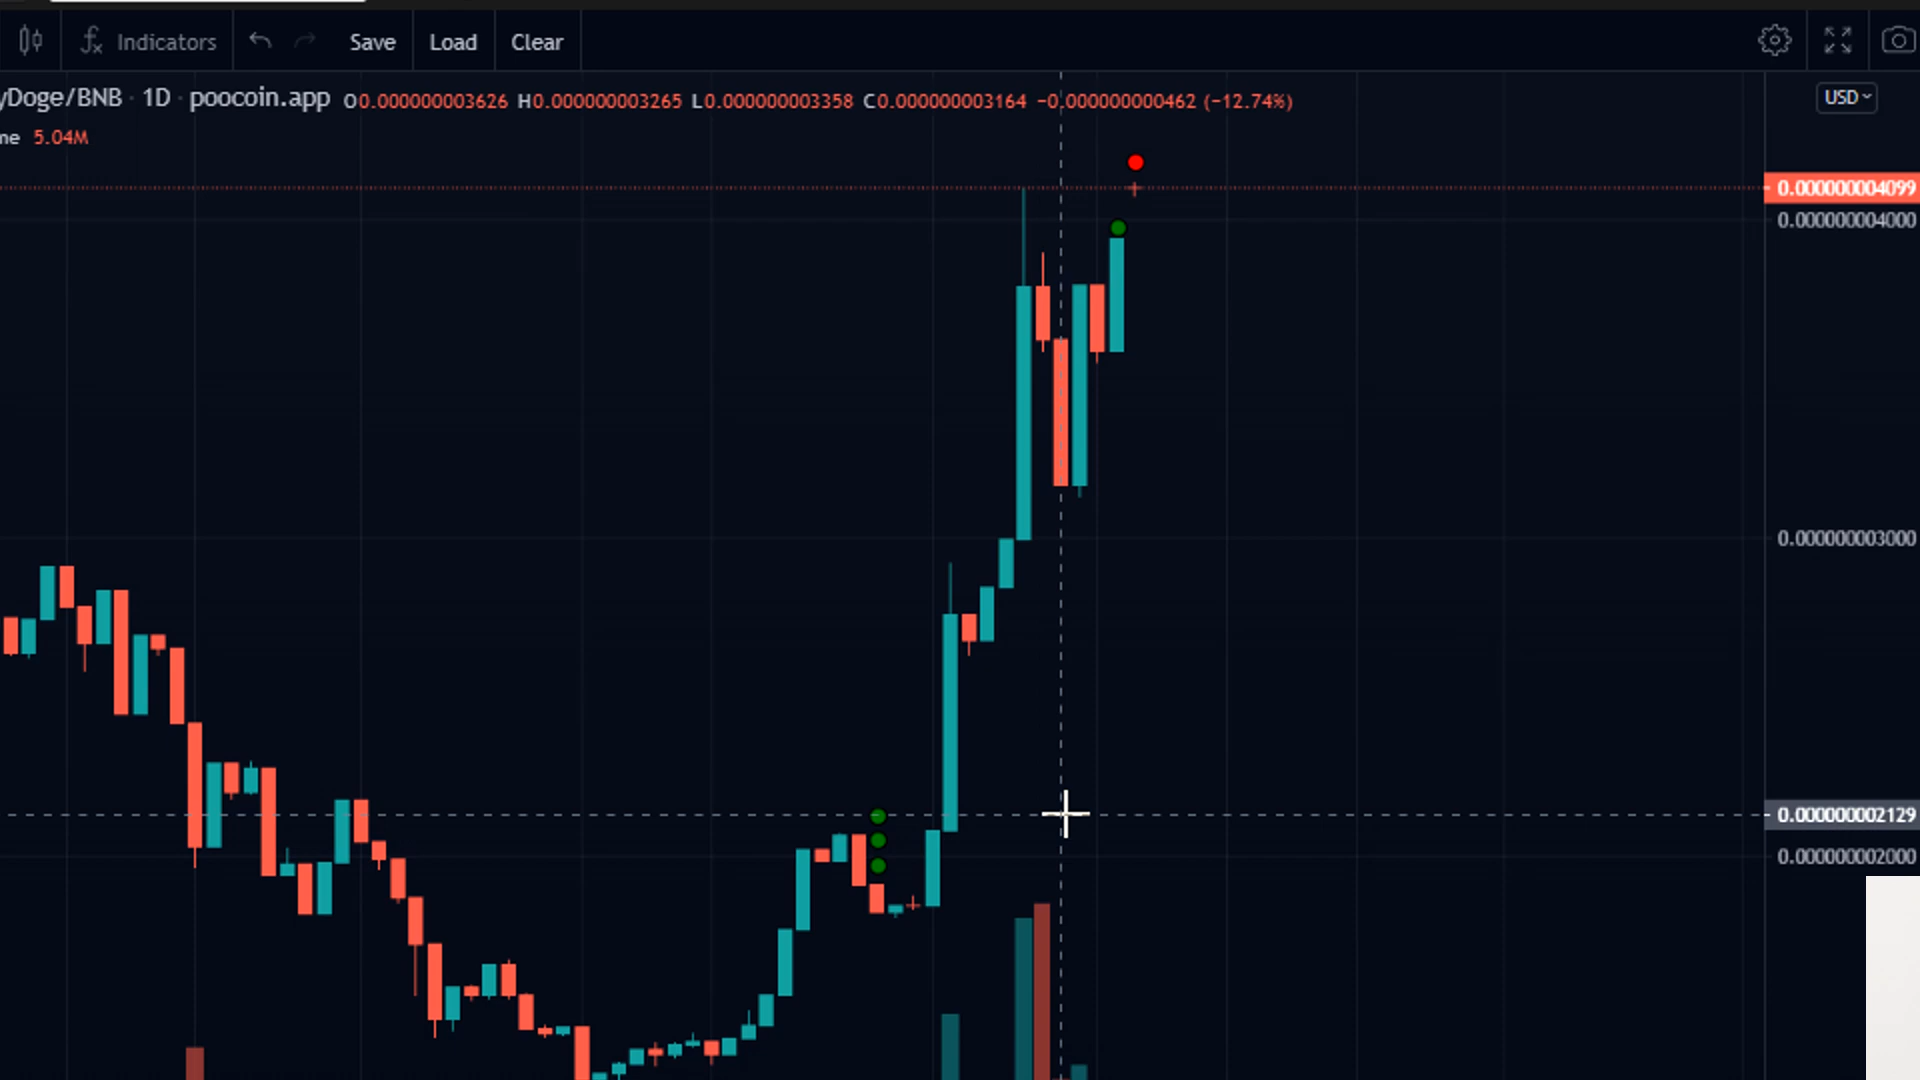 Indicators Save Load Clear
yDoge/BNB · 1D · poocoin.app O0.000000003626 H0.000000003265 L0.000000003358 C0.000000003164 −0.000000000462 (−12.74%) USD
me 5.04M
0.000000004099
0.000000004000
0.000000003000
0.000000002129
0.000000002000